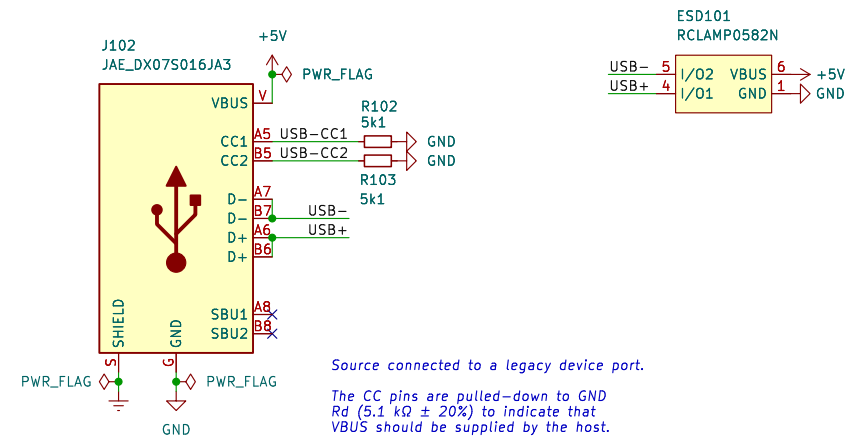 J102
JAE_DX07S016JA3
+5V
PWR_FLAG
VBUS V
R102
5k1
CC1 A5 USB-CC1 GND
CC2 B5 USB-CC2 GND
R103
5k1
D- A7
D- B7 USB-
D+ A6 USB+
D+ B6
SBU1 A8
SBU2 B8
SHIELD GND
S G
PWR_FLAG PWR_FLAG
GND
ESD101
RCLAMP0582N
USB- 5 I/O2 VBUS 6 +5V
USB+ 4 I/O1 GND 1 GND
Source connected to a legacy device port.
The CC pins are pulled-down to GND
Rd (5.1 kΩ ± 20%) to indicate that
VBUS should be supplied by the host.